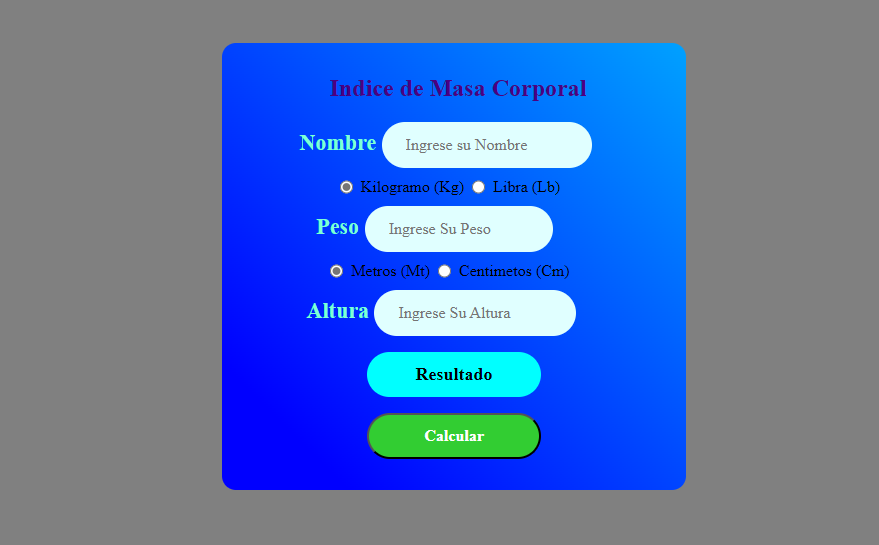 Indice de Masa Corporal
Nombre Ingrese su Nombre
Kilogramo (Kg) Libra (Lb)
Peso Ingrese Su Peso
Metros (Mt) Centimetos (Cm)
Altura Ingrese Su Altura
Resultado
Calcular